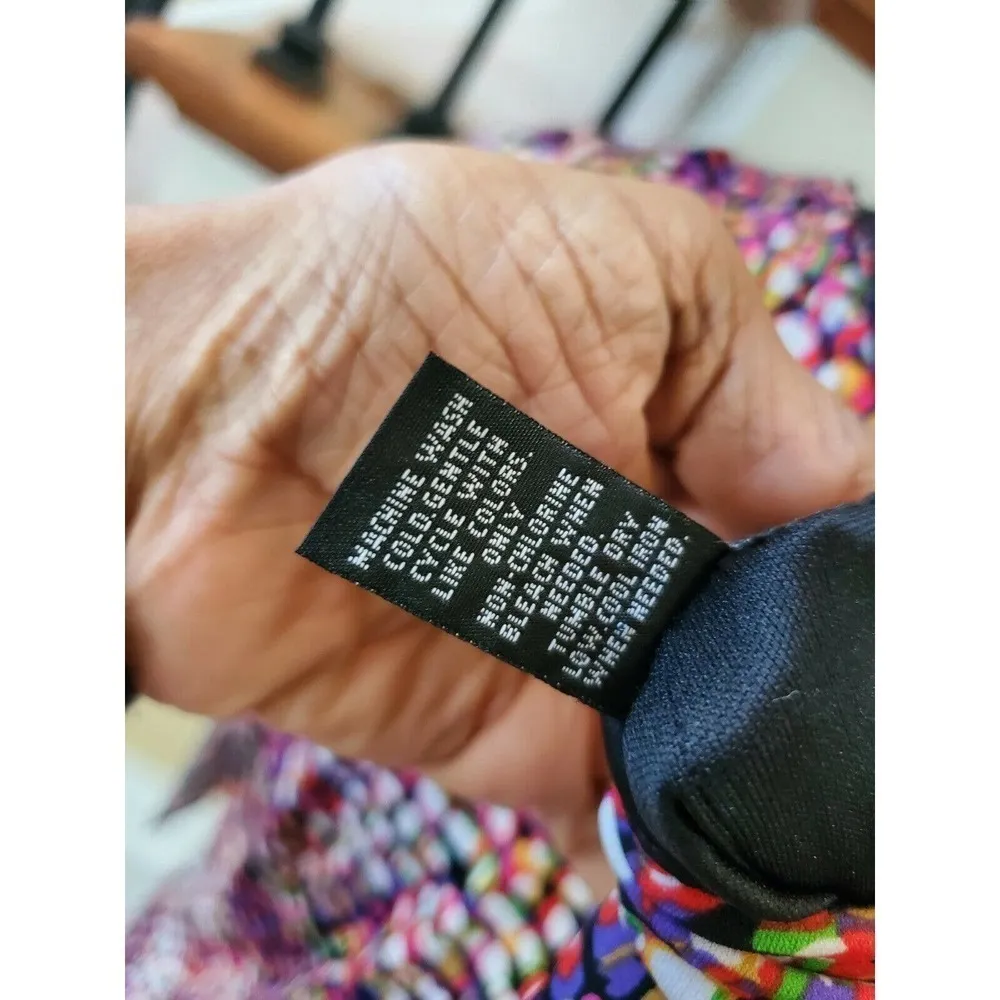 MACHINE WASH
COLD GENTLE
CYCLE WITH
LIKE COLORS.
ONLY
NON-CHLORINE
BLEACH WHEN
NEEDED.
TUMBLE DRY
LOW COOL IRON
WHEN NEEDED.